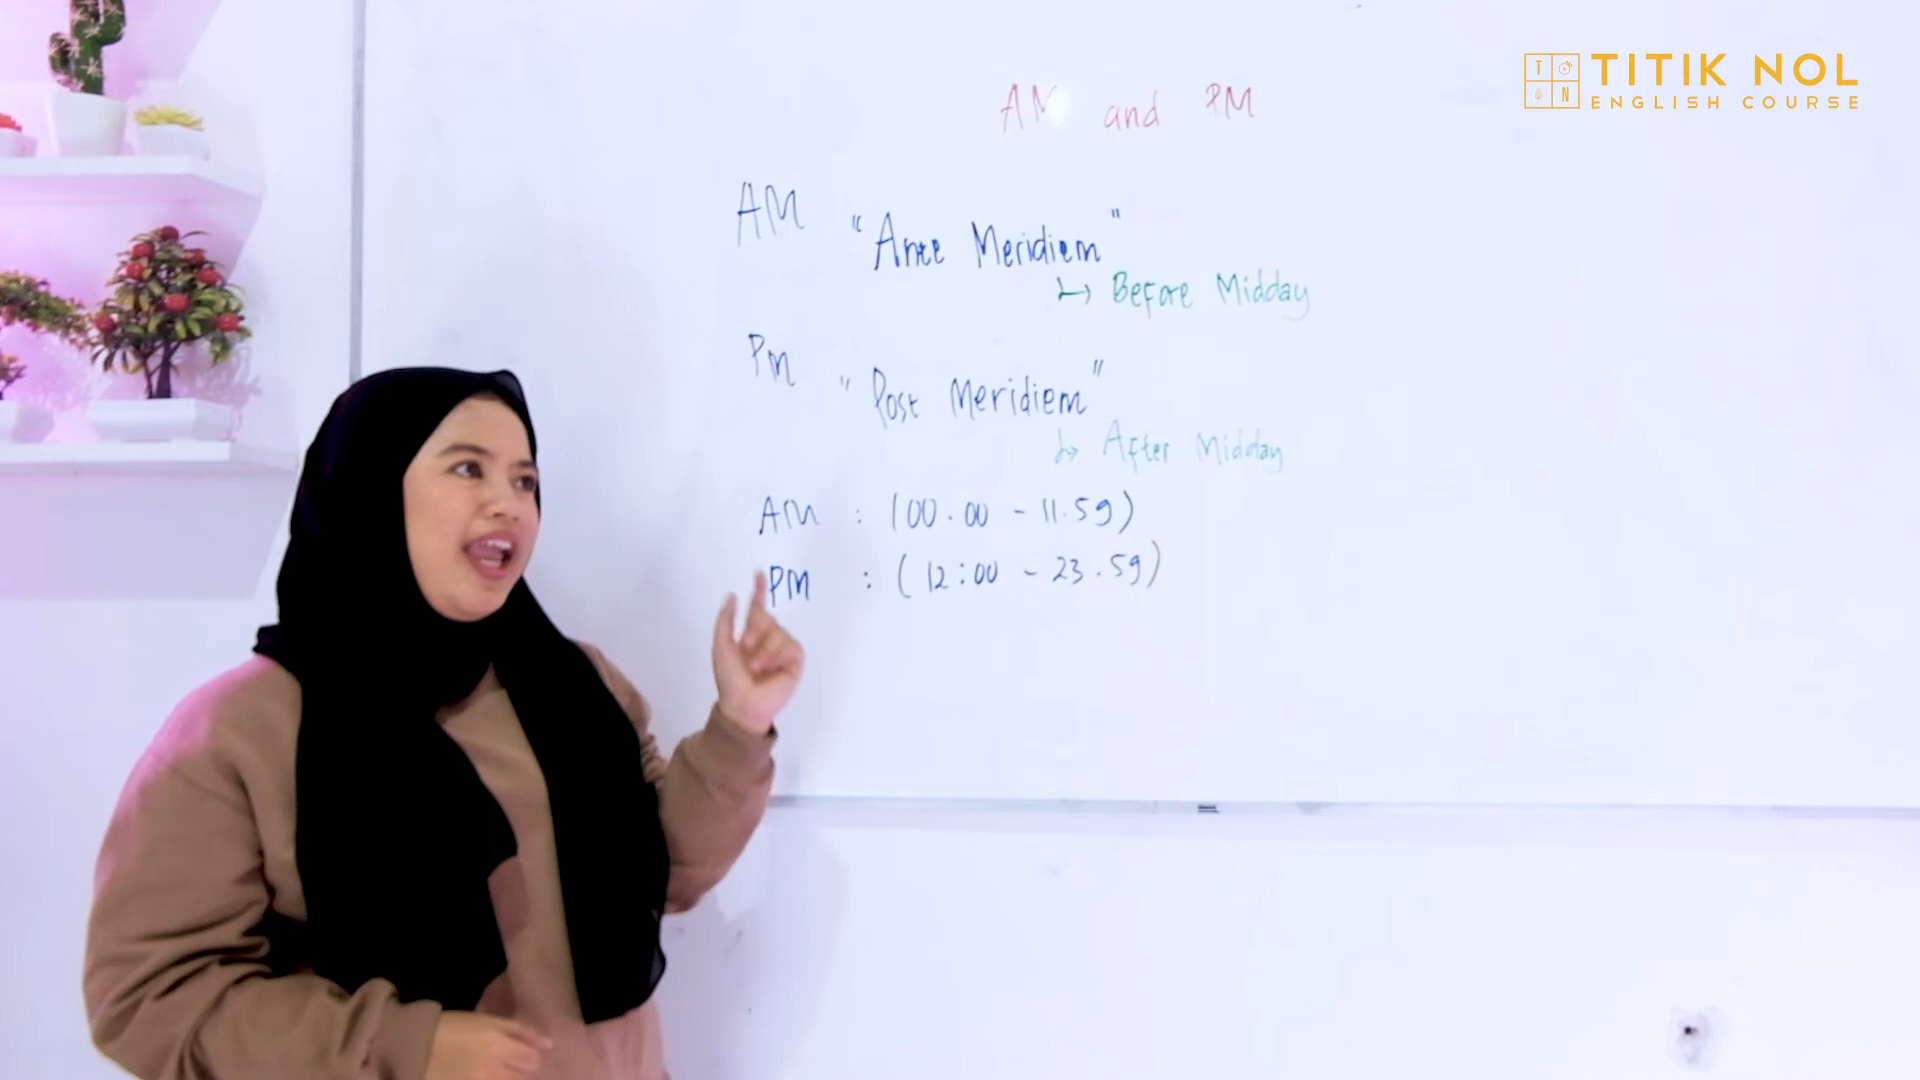 TITIK NOL
ENGLISH COURSE
T
N
AM and PM
AM "Ante Meridiem"
↳ Before Midday
PM "Post Meridiem"
↳ After Midday
AM : (00.00 - 11.59)
PM : (12:00 - 23.59)